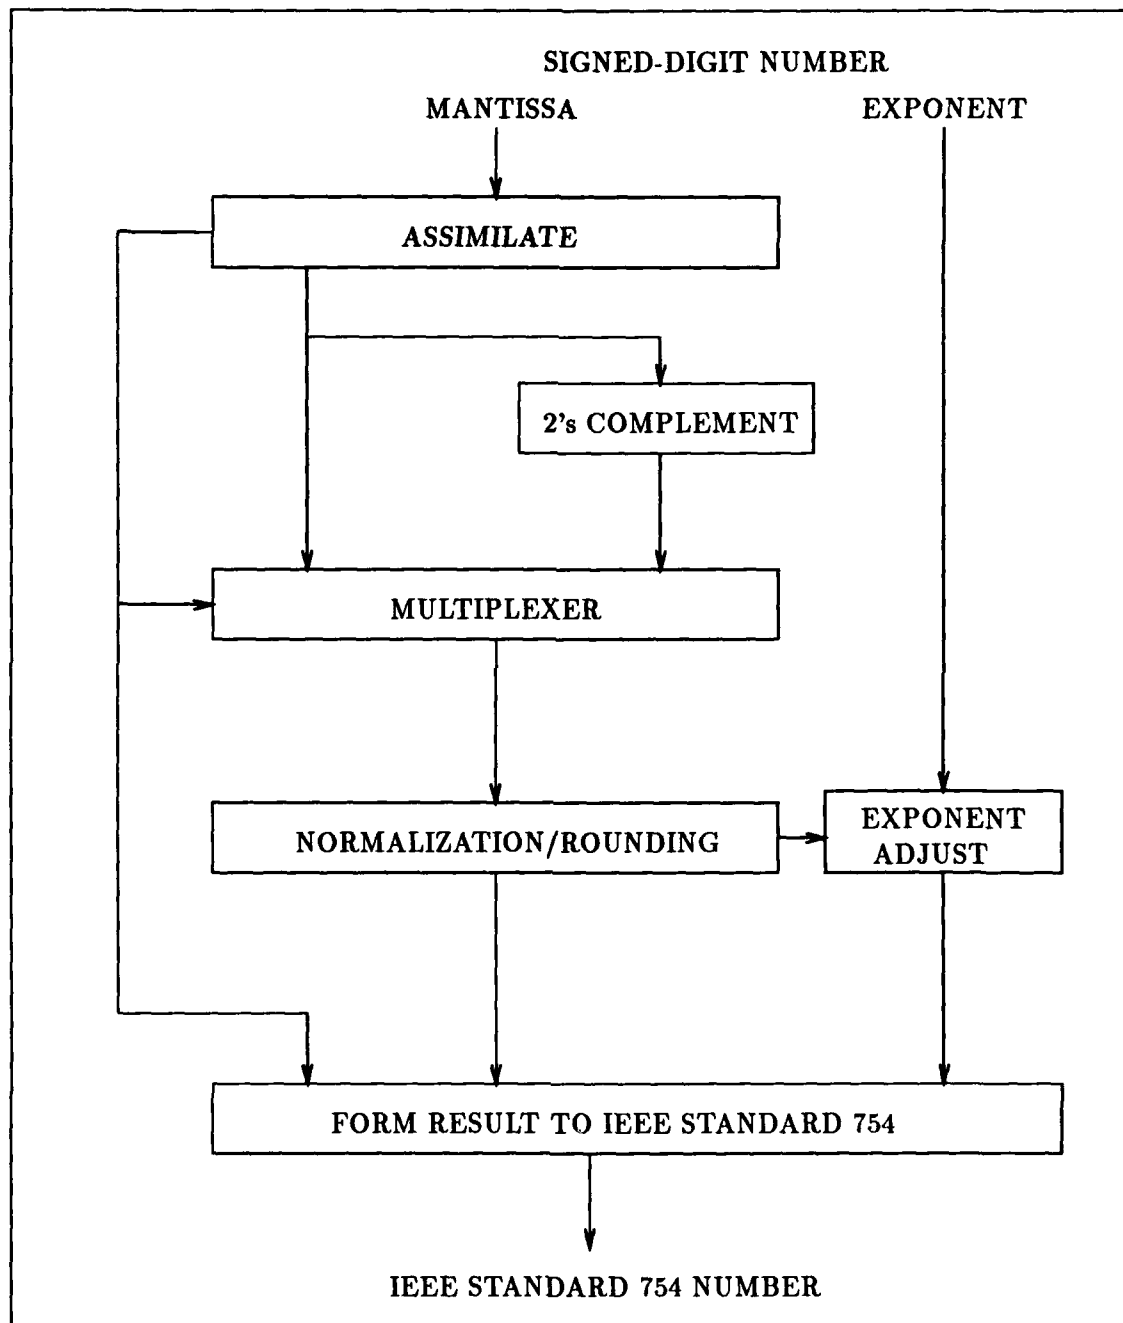 SIGNED-DIGIT NUMBER
MANTISSA
EXPONENT
ASSIMILATE
2's COMPLEMENT
MULTIPLEXER
NORMALIZATION/ROUNDING
EXPONENT
ADJUST
FORM RESULT TO IEEE STANDARD 754
IEEE STANDARD 754 NUMBER